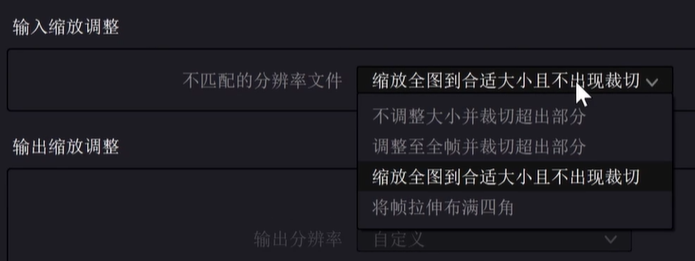 输入缩放调整
不匹配的分辨率文件 缩放全图到合适大小且不出现裁切
不调整大小并裁切超出部分
调整至全帧并裁切超出部分
输出缩放调整
缩放全图到合适大小且不出现裁切
将帧拉伸布满四角
输出分辨率 自定义